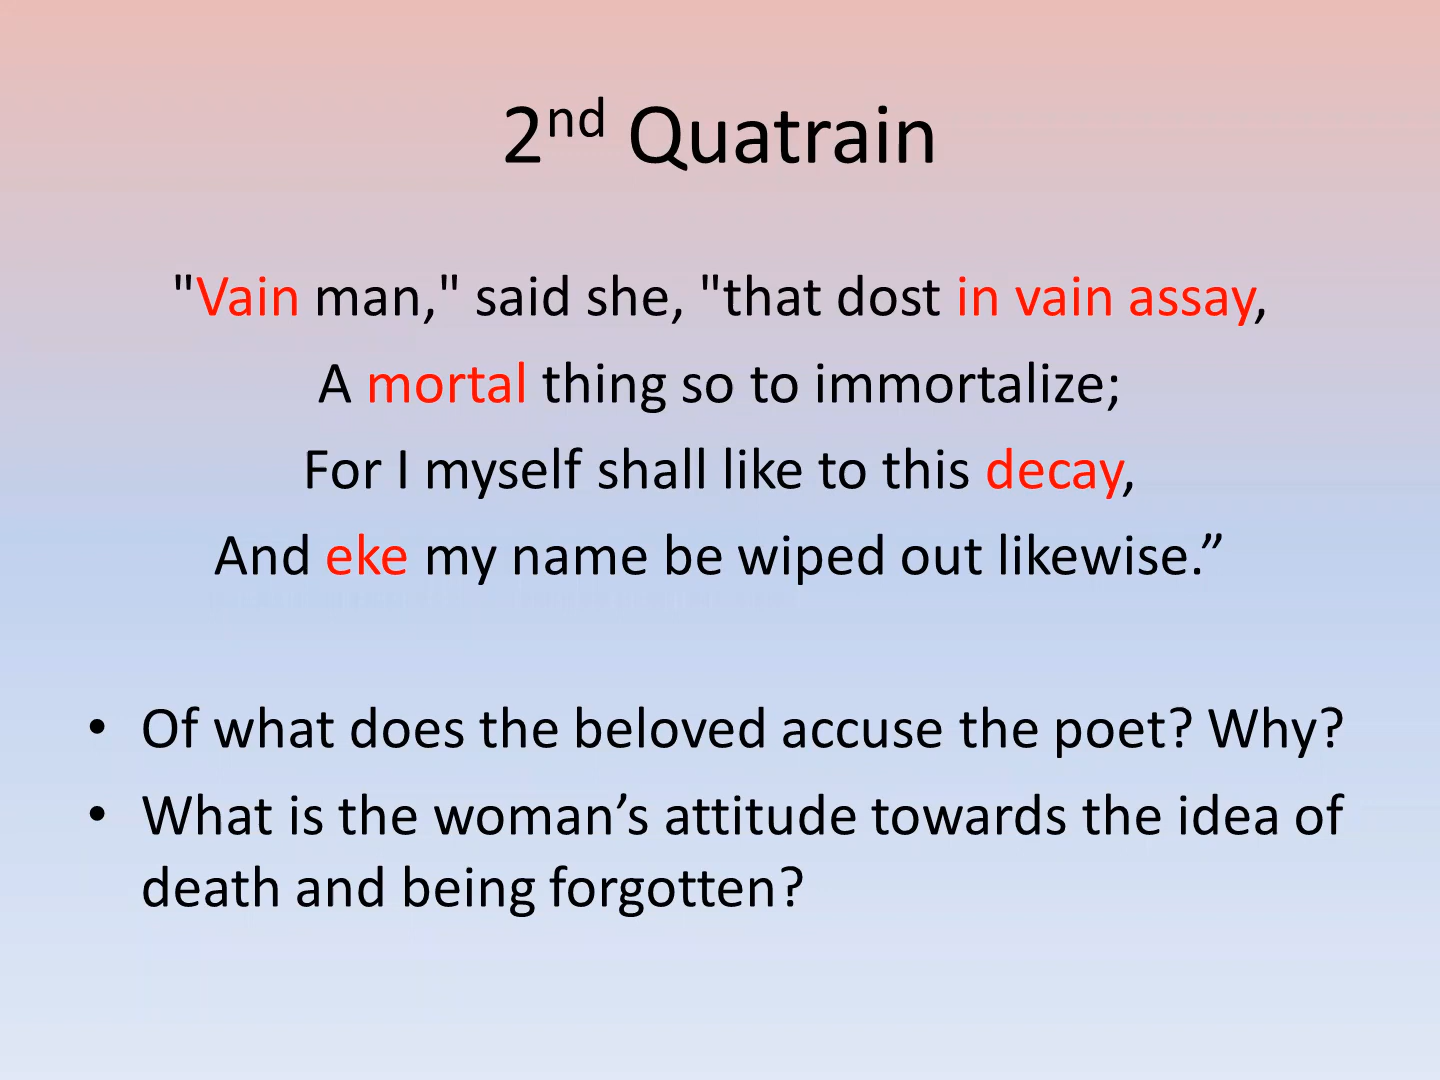 2nd Quatrain
"Vain man," said she, "that dost in vain assay,
A mortal thing so to immortalize;
For I myself shall like to this decay,
And eke my name be wiped out likewise.”
• Of what does the beloved accuse the poet? Why?
• What is the woman’s attitude towards the idea of
death and being forgotten?